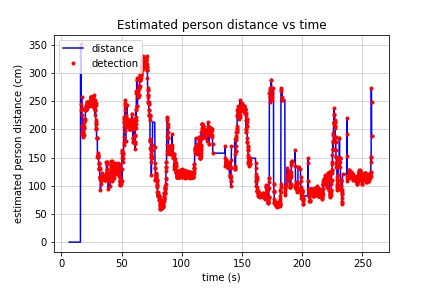 Estimated person distance vs time
distance
detection
estimated person distance (cm)
350
300
250
200
150
100
50
0
0 50 100 150 200 250
time (s)